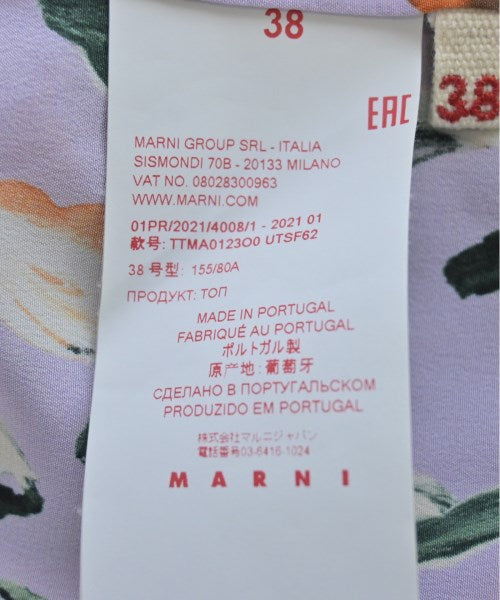 38
38
EAC
MARNI GROUP SRL - ITALIA
SISMONDI 70B - 20133 MILANO
VAT NO. 08028300963
WWW.MARNI.COM
01PR/2021/4008/1 - 2021 01
款号: TTMA0123O0 UTSF62
38 号型: 155/80A
ПРОДУКТ: ТОП
MADE IN PORTUGAL
FABRIQUÉ AU PORTUGAL
ポルトガル製
原产地: 葡萄牙
СДЕЛАНО В ПОРТУГАЛЬСКОМ
PRODUZIDO EM PORTUGAL
株式会社マルニジャパン
電話番号03-6416-1024
MARNI